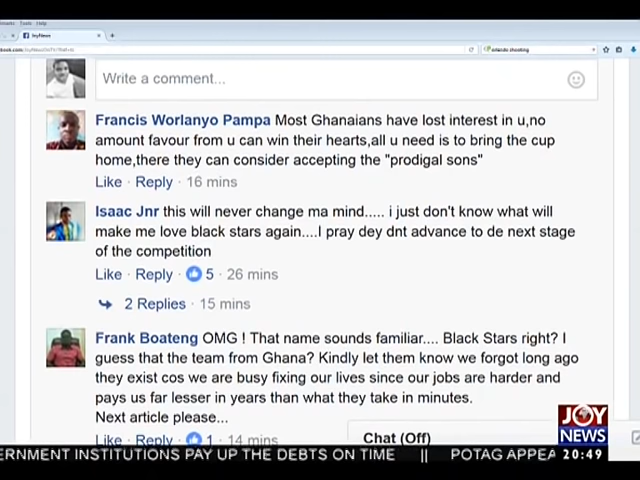 Tools Help
JoyNews
orlando shooting
Write a comment...
Francis Worlanyo Pampa Most Ghanaians have lost interest in u,no
amount favour from u can win their hearts,all u need is to bring the cup
home,there they can consider accepting the "prodigal sons"
Like · Reply · 16 mins
Isaac Jnr this will never change ma mind..... i just don't know what will
make me love black stars again....I pray dey dnt advance to de next stage
of the competition
Like · Reply · 5 · 26 mins
2 Replies · 15 mins
Frank Boateng OMG ! That name sounds familiar.... Black Stars right? I
guess that the team from Ghana? Kindly let them know we forgot long ago
they exist cos we are busy fixing our lives since our jobs are harder and
pays us far lesser in years than what they take in minutes.
Next article please...
Like · Reply · 1 · 14 mins
Chat (Off)
JOY
NEWS
ERNMENT INSTITUTIONS PAY UP THE DEBTS ON TIME || POTAG APPEA 20:49